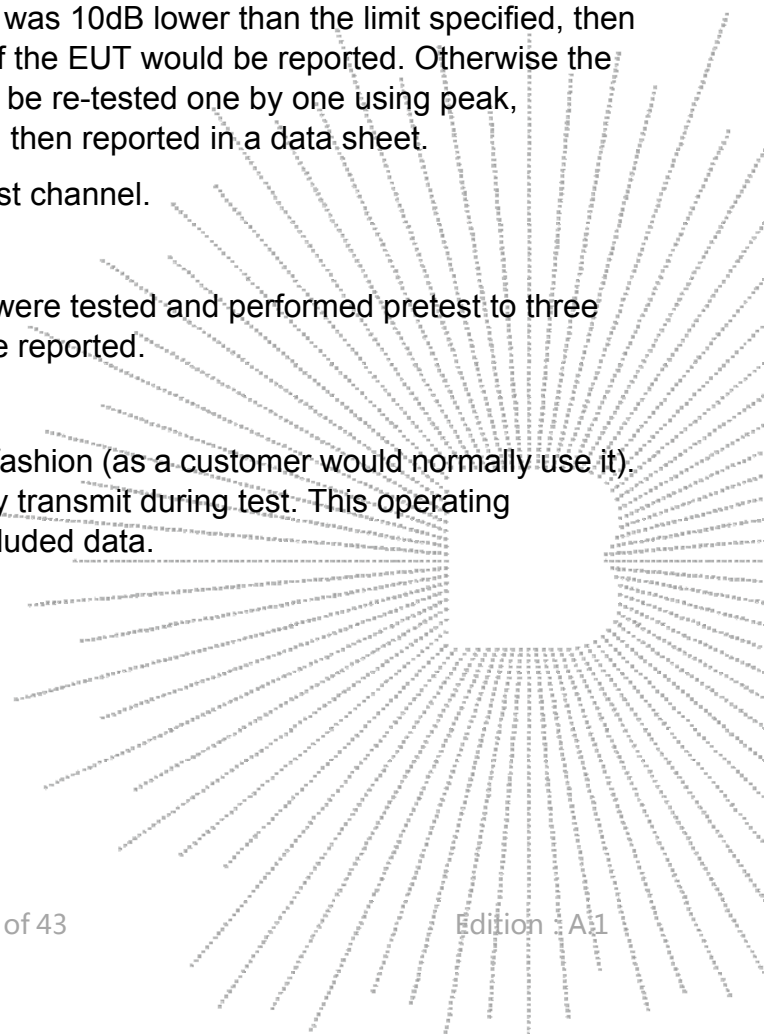 was 10dB lower than the limit specified, then
f the EUT would be reported. Otherwise the
be re-tested one by one using peak,
then reported in a data sheet.
st channel.
were tested and performed pretest to three
e reported.
fashion (as a customer would normally use it).
y transmit during test. This operating
luded data.
of 43 Edition : A.1